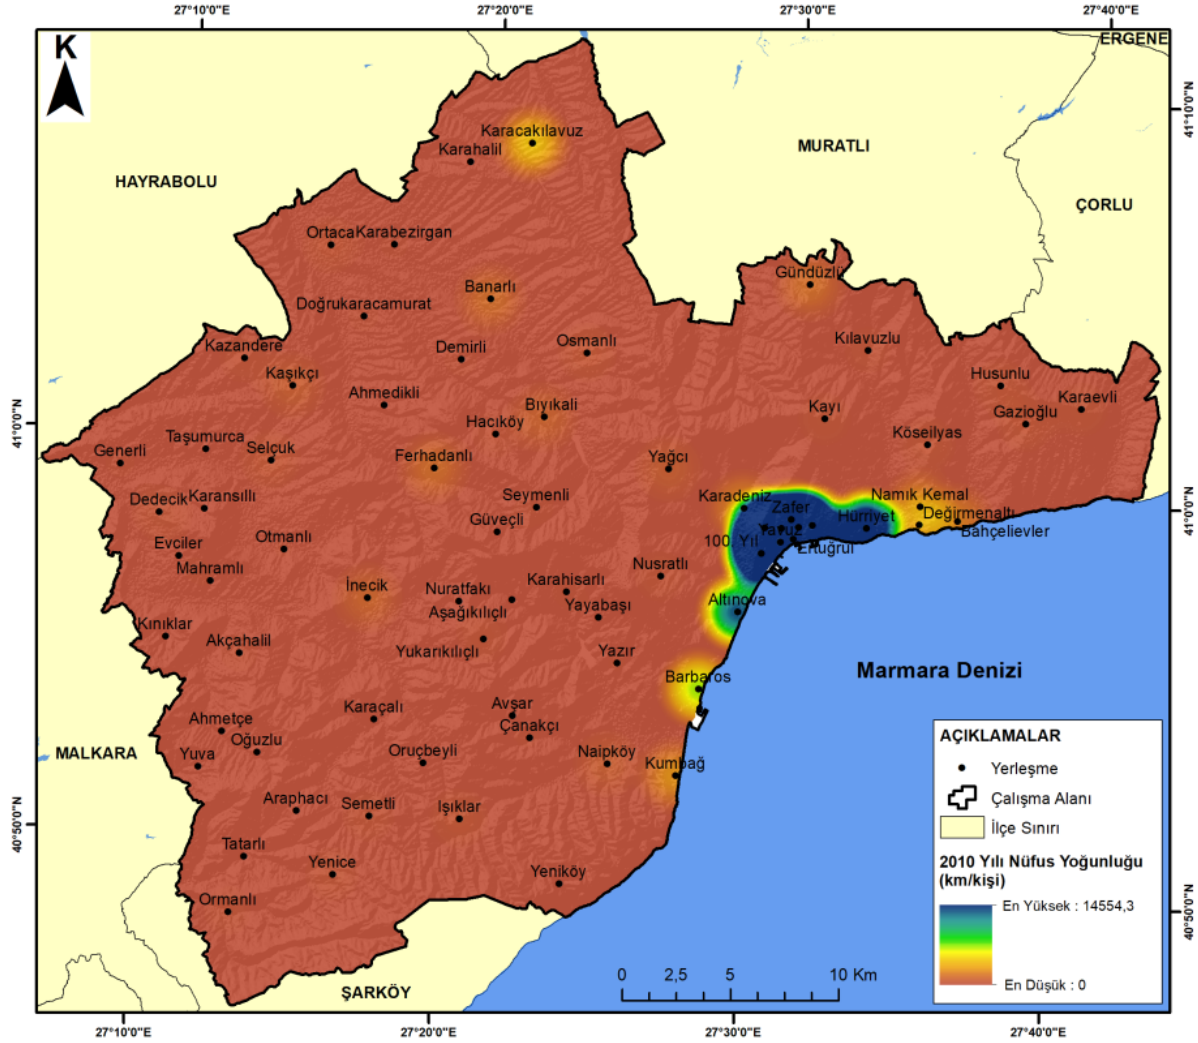 27°10'0"E
27°20'0"E
27°30'0"E
27°40'0"E
K
ERGENE
41°10'0"N
Karacakılavuz
Karahalil
MURATLI
HAYRABOLU
ÇORLU
Ortaca
Karabezirgan
Gündüzlü
Banarlı
Doğrukaracamurat
Kazandere
Demirli
Osmanlı
Kılavuzlu
Kaşıkçı
Husunlu
Ahmedikli
Karaevli
Bıyıkali
Kayı
Gazioğlu
41°0'0"N
Hacıköy
Taşumurca
Selçuk
Köseilyas
Generli
Ferhadanlı
Yağcı
Dedecik
Karansıllı
Seymenli
Karadeniz
Namık Kemal
41°0'0"N
Zafer
Hürriyet
Değirmenaltı
Güveçli
Yavuz
Bahçelievler
Otmanlı
100. Yıl
Ertuğrul
Evciler
Mahramlı
Nusratlı
İnecik
Nuratfakı
Karahisarlı
Altınova
Aşağıkılıçlı
Yayabaşı
Kınıklar
Akçahalil
Yukarıkılıçlı
Yazır
Barbaros
Marmara Denizi
Karaçalı
Avşar
Ahmetçe
Çanakçı
Oğuzlu
MALKARA
Yuva
Oruçbeyli
Naipköy
Kumbağ
AÇIKLAMALAR
Yerleşme
Çalışma Alanı
İlçe Sınırı
Araphacı
Semetli
Işıklar
40°50'0"N
Tatarlı
Yenice
Yeniköy
2010 Yılı Nüfus Yoğunluğu
(km/kişi)
Ormanlı
En Yüksek : 14554,3
40°50'0"N
0
2,5
5
10 Km
En Düşük : 0
ŞARKÖY
27°10'0"E
27°20'0"E
27°30'0"E
27°40'0"E